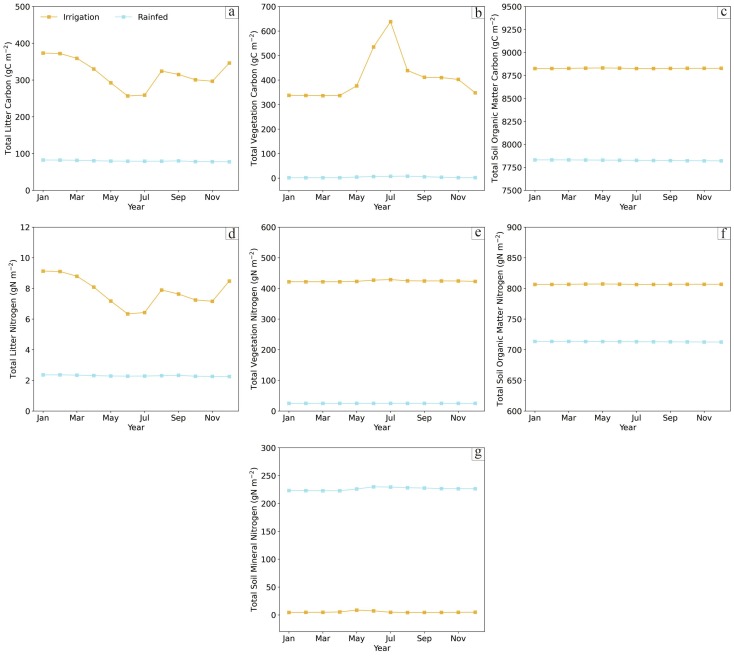 a
Irrigation
Rainfed
Total Litter Carbon (gC m⁻²)
500
400
300
200
100
0
Jan Mar May Jul Sep Nov
Year
b
Total Vegetation Carbon (gC m⁻²)
700
600
500
400
300
200
100
0
Jan Mar May Jul Sep Nov
Year
c
Total Soil Organic Matter Carbon (gC m⁻²)
9500
9250
9000
8750
8500
8250
8000
7750
7500
Jan Mar May Jul Sep Nov
Year
d
Total Litter Nitrogen (gN m⁻²)
12
10
8
6
4
2
0
Jan Mar May Jul Sep Nov
Year
e
Total Vegetation Nitrogen (gN m⁻²)
600
500
400
300
200
100
0
Jan Mar May Jul Sep Nov
Year
f
Total Soil Organic Matter Nitrogen (gN m⁻²)
900
850
800
750
700
650
600
Jan Mar May Jul Sep Nov
Year
g
Total Soil Mineral Nitrogen (gN m⁻²)
300
250
200
150
100
50
0
Jan Mar May Jul Sep Nov
Year